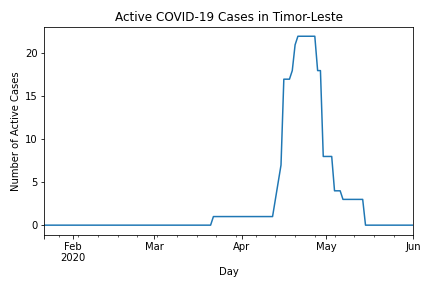 Active COVID-19 Cases in Timor-Leste
Number of Active Cases
20
15
10
5
0
Feb
2020
Mar
Apr
May
Jun
Day